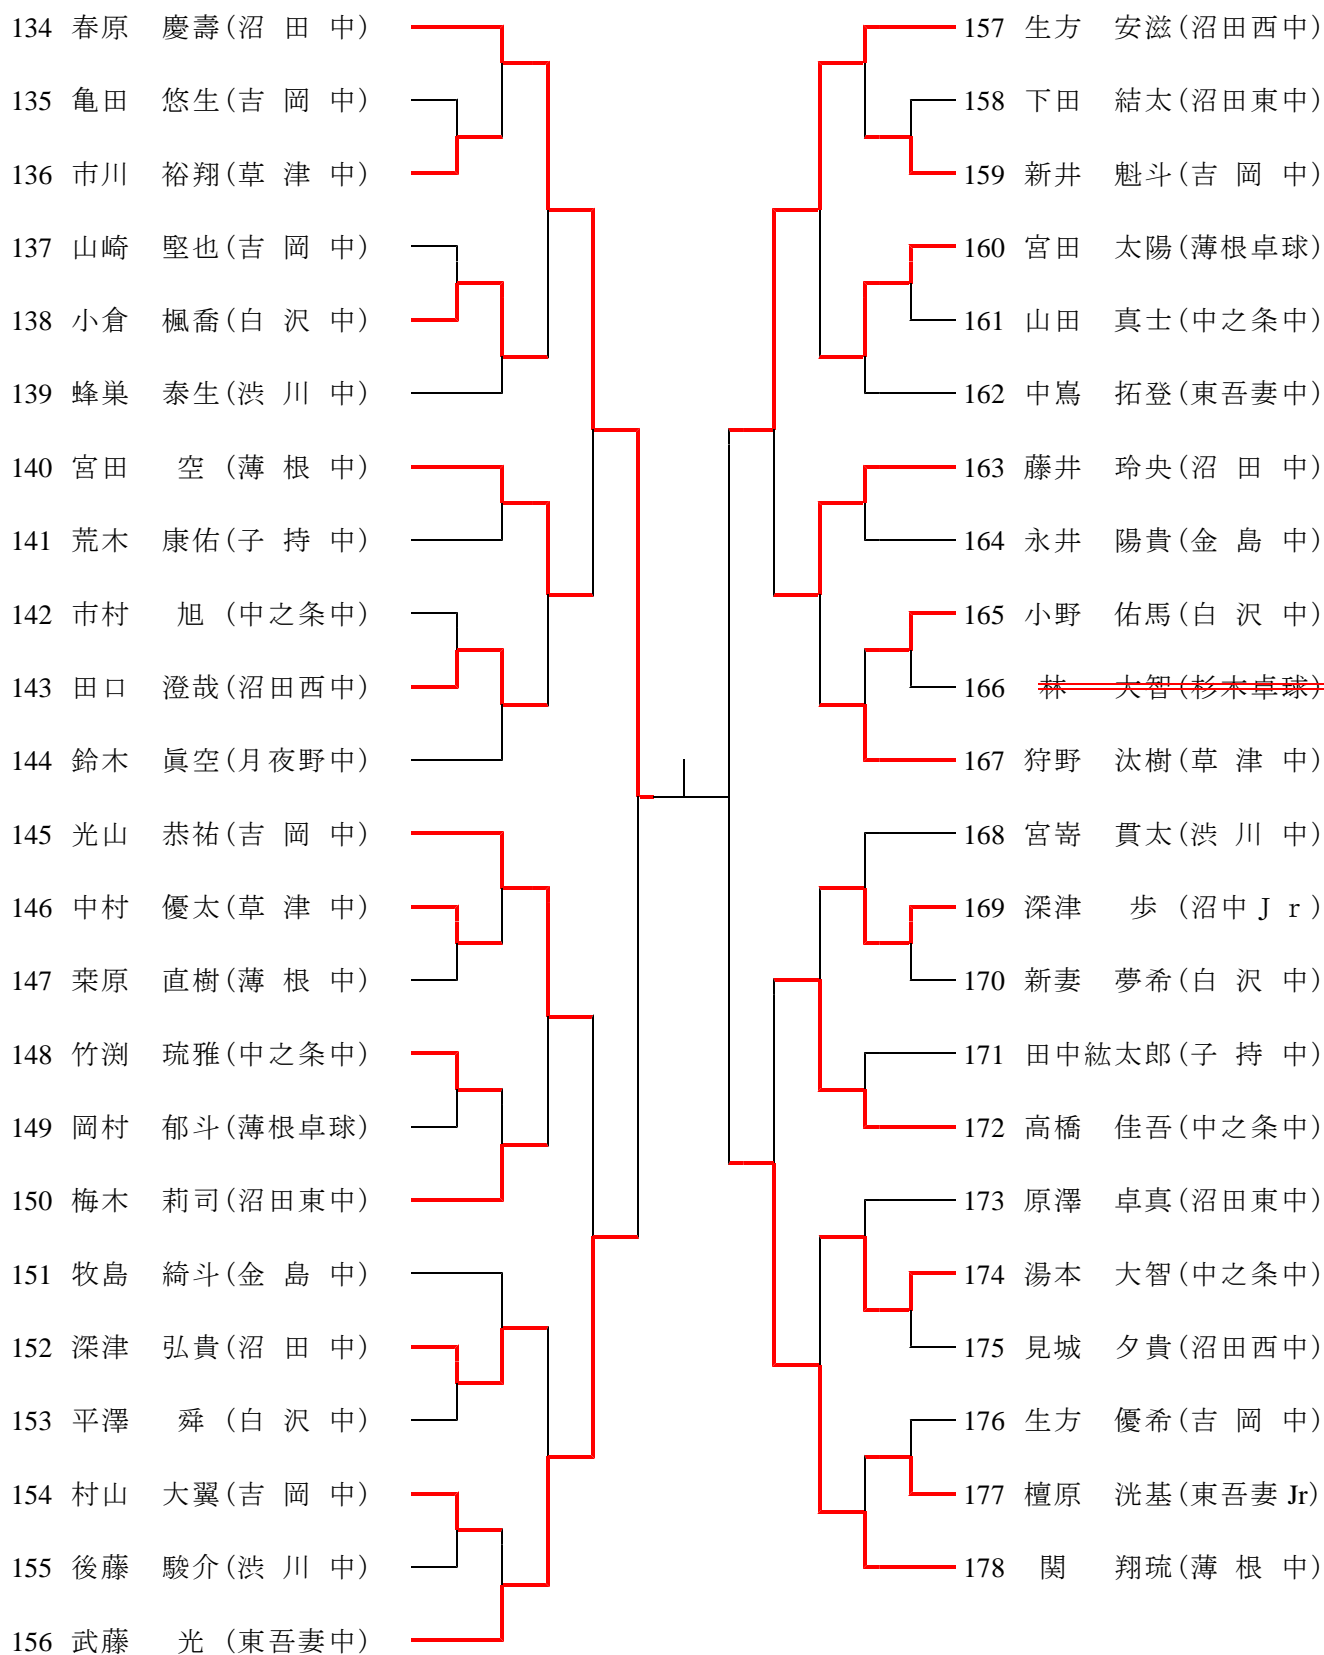 134 春原 慶壽(沼 田 中)
135 亀田 悠生(吉 岡 中)
136 市川 裕翔(草 津 中)
137 山崎 堅也(吉 岡 中)
138 小倉 楓喬(白 沢 中)
139 蜂巣 泰生(渋 川 中)
140 宮田 空 (薄 根 中)
141 荒木 康佑(子 持 中)
142 市村 旭 (中之条中)
143 田口 澄哉(沼田西中)
144 鈴木 眞空(月夜野中)
145 光山 恭祐(吉 岡 中)
146 中村 優太(草 津 中)
147 桒原 直樹(薄 根 中)
148 竹渕 琉雅(中之条中)
149 岡村 郁斗(薄根卓球)
150 梅木 莉司(沼田東中)
151 牧島 綺斗(金 島 中)
152 深津 弘貴(沼 田 中)
153 平澤 舜 (白 沢 中)
154 村山 大翼(吉 岡 中)
155 後藤 駿介(渋 川 中)
156 武藤 光 (東吾妻中)
157 生方 安滋(沼田西中)
158 下田 結太(沼田東中)
159 新井 魁斗(吉 岡 中)
160 宮田 太陽(薄根卓球)
161 山田 真士(中之条中)
162 中嶌 拓登(東吾妻中)
163 藤井 玲央(沼 田 中)
164 永井 陽貴(金 島 中)
165 小野 佑馬(白 沢 中)
166 林 大智(杉木卓球)
167 狩野 汰樹(草 津 中)
168 宮嵜 貫太(渋 川 中)
169 深津 歩 (沼中Jr)
170 新妻 夢希(白 沢 中)
171 田中紘太郎(子 持 中)
172 高橋 佳吾(中之条中)
173 原澤 卓真(沼田東中)
174 湯本 大智(中之条中)
175 見城 夕貴(沼田西中)
176 生方 優希(吉 岡 中)
177 檀原 洸基(東吾妻Jr)
178 関 翔琉(薄 根 中)